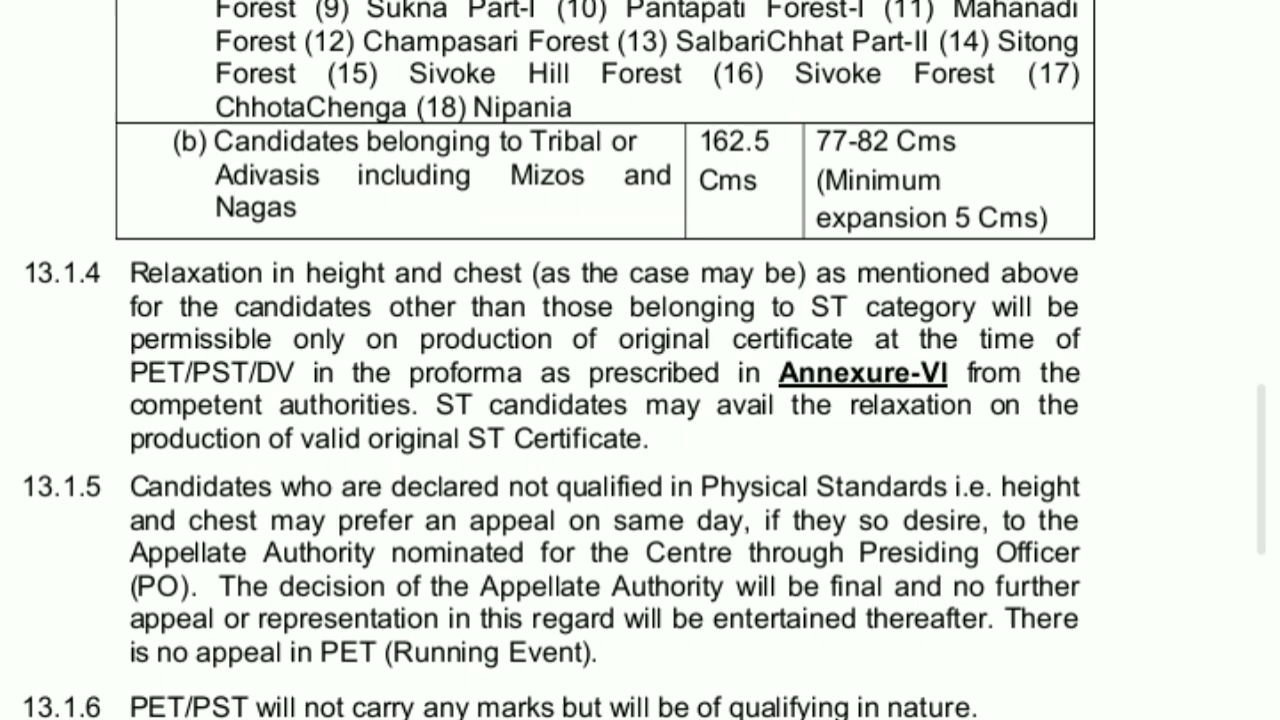 Forest (9) Sukna Part-I (10) Pantapati Forest-I (11) Mahanadi
Forest (12) Champasari Forest (13) SalbariChhat Part-II (14) Sitong
Forest (15) Sivoke Hill Forest (16) Sivoke Forest (17)
ChhotaChenga (18) Nipania
(b) Candidates belonging to Tribal or
Adivasis including Mizos and
Nagas
162.5
Cms
77-82 Cms
(Minimum
expansion 5 Cms)
13.1.4 Relaxation in height and chest (as the case may be) as mentioned above
for the candidates other than those belonging to ST category will be
permissible only on production of original certificate at the time of
PET/PST/DV in the proforma as prescribed in Annexure-VI from the
competent authorities. ST candidates may avail the relaxation on the
production of valid original ST Certificate.
13.1.5 Candidates who are declared not qualified in Physical Standards i.e. height
and chest may prefer an appeal on same day, if they so desire, to the
Appellate Authority nominated for the Centre through Presiding Officer
(PO). The decision of the Appellate Authority will be final and no further
appeal or representation in this regard will be entertained thereafter. There
is no appeal in PET (Running Event).
13.1.6 PET/PST will not carry any marks but will be of qualifying in nature.